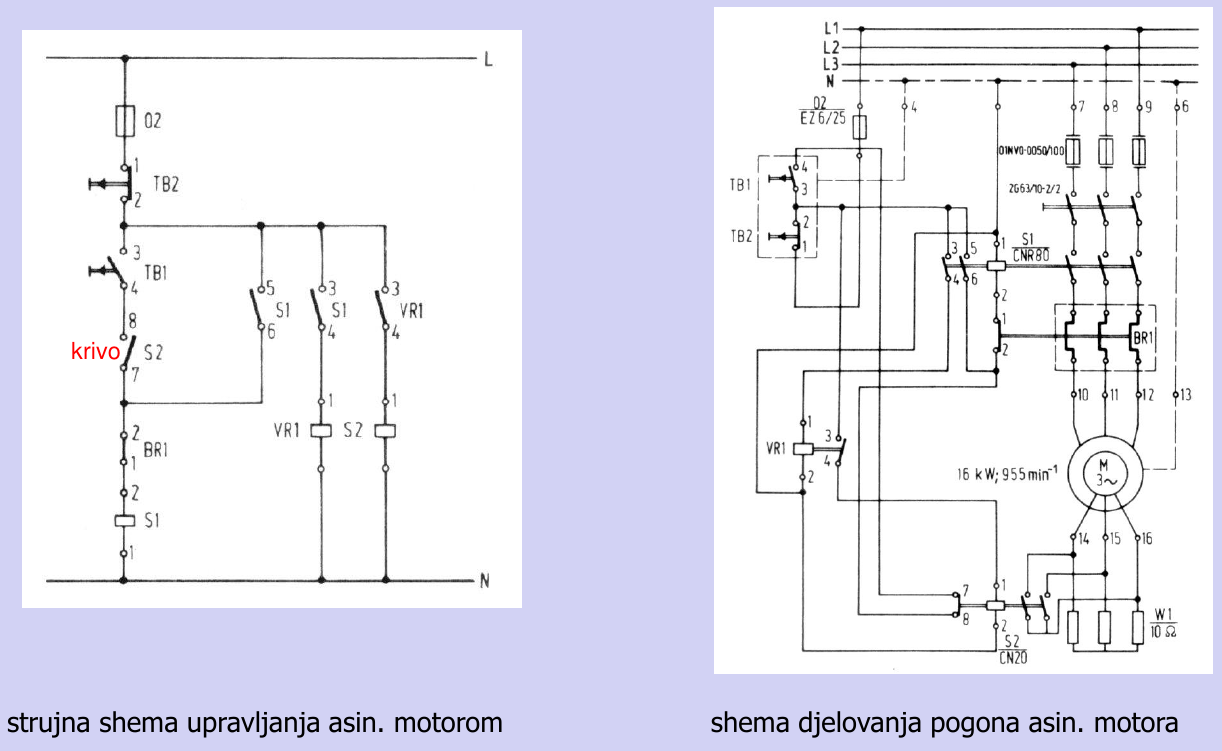 L
02
1
TB2
2
3
TB1
4
5
S1
6
3
S1
4
3
VR1
4
8
krivo
S2
7
2
BR1
1
1
VR1
1
S2
2
S1
1
N
L1
L2
L3
N
02
EZ 6/25
4
7
8
9
6
01NV0-0050/100
2G63/10-2/2
TB1
4
3
TB2
2
1
3
5
4
6
1
S1
CNR80
2
1
2
BR1
10
11
12
13
1
VR1
2
3
4
16 kW; 955 min⁻¹
M
3~
14
15
16
7
8
1
2
S2
CN20
W1
10 Ω
strujna shema upravljanja asin. motorom
shema djelovanja pogona asin. motora